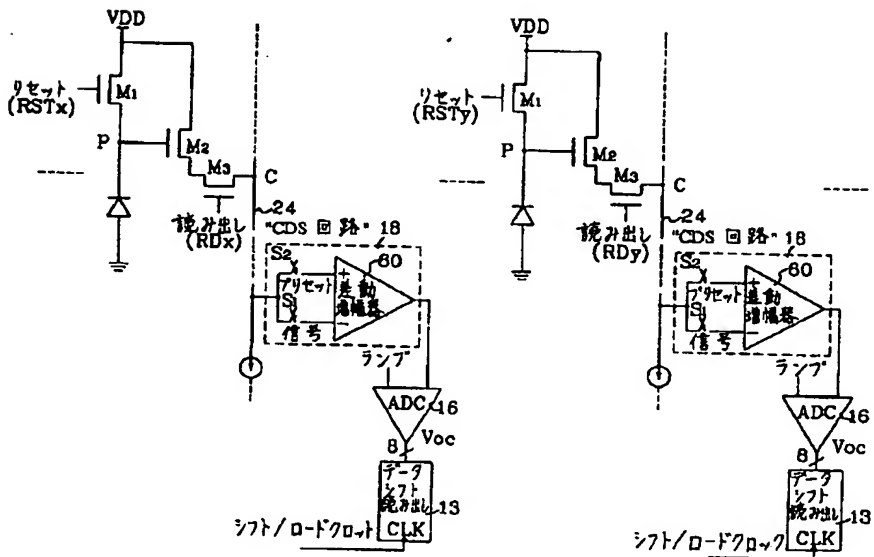 VDD
リセット
(RSTx)
M1
P
M2
M3
C
24
読み出し
(RDx)
"CDS 回路" 18
S2
60
+
プリセット
差動
S1
増幅器
信号
−
ランプ
ADC
16
8
Voc
データ
シフト
読み出し
13
シフト/ロードクロット
CLK
VDD
リセット
(RSTy)
M1
P
M2
M3
C
24
読み出し
(RDy)
"CDS 回路" 18
S2
60
+
プリセット
差動
S1
増幅器
信号
−
ランプ
ADC
16
8
Voc
データ
シフト
読み出し
13
シフト/ロードクロック
CLK